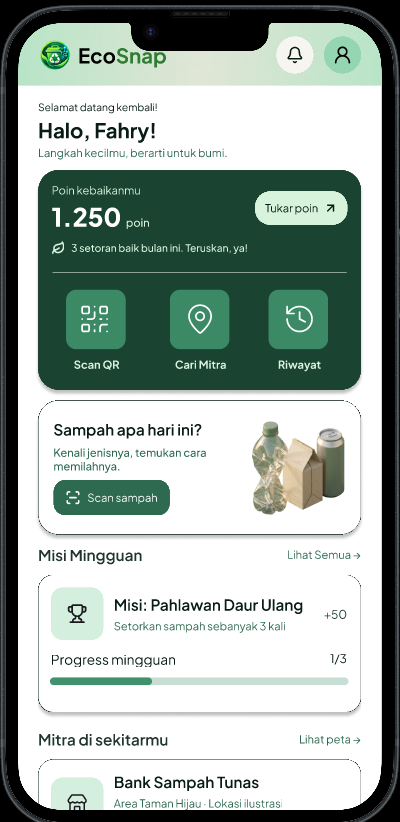 EcoSnap
Selamat datang kembali!
Halo, Fahry!
Langkah kecilmu, berarti untuk bumi.
Poin kebaikanmu
1.250 poin
Tukar poin
3 setoran baik bulan ini. Teruskan, ya!
Scan QR
Cari Mitra
Riwayat
Sampah apa hari ini?
Kenali jenisnya, temukan cara
memilahnya.
Scan sampah
Misi Mingguan
Lihat Semua →
Misi: Pahlawan Daur Ulang
+50
Setorkan sampah sebanyak 3 kali
Progress mingguan
1/3
Mitra di sekitarmu
Lihat peta →
Bank Sampah Tunas
Area Taman Hijau · Lokasi ilustrasi